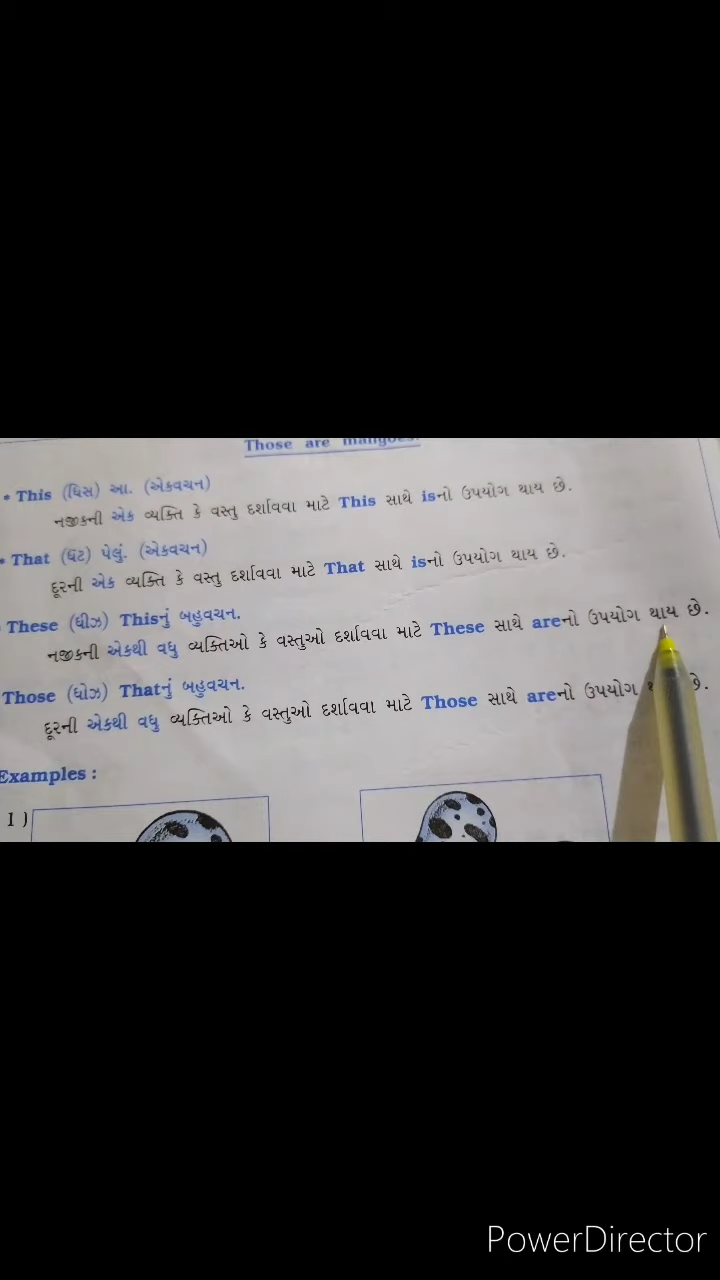 Those are mangoes.
• This (ધિસ) આ. (એકવચન)
નજીકની એક વ્યક્તિ કે વસ્તુ દર્શાવવા માટે This સાથે isનો ઉપયોગ થાય છે.
• That (ધૅટ) પેલું. (એકવચન)
દૂરની એક વ્યક્તિ કે વસ્તુ દર્શાવવા માટે That સાથે isનો ઉપયોગ થાય છે.
These (ધીઝ) Thisનું બહુવચન.
નજીકની એકથી વધુ વ્યક્તિઓ કે વસ્તુઓ દર્શાવવા માટે These સાથે areનો ઉપયોગ થાય છે.
Those (ધોઝ) Thatનું બહુવચન.
દૂરની એકથી વધુ વ્યક્તિઓ કે વસ્તુઓ દર્શાવવા માટે Those સાથે areનો ઉપયોગ છે.
Examples :
1 )
PowerDirector